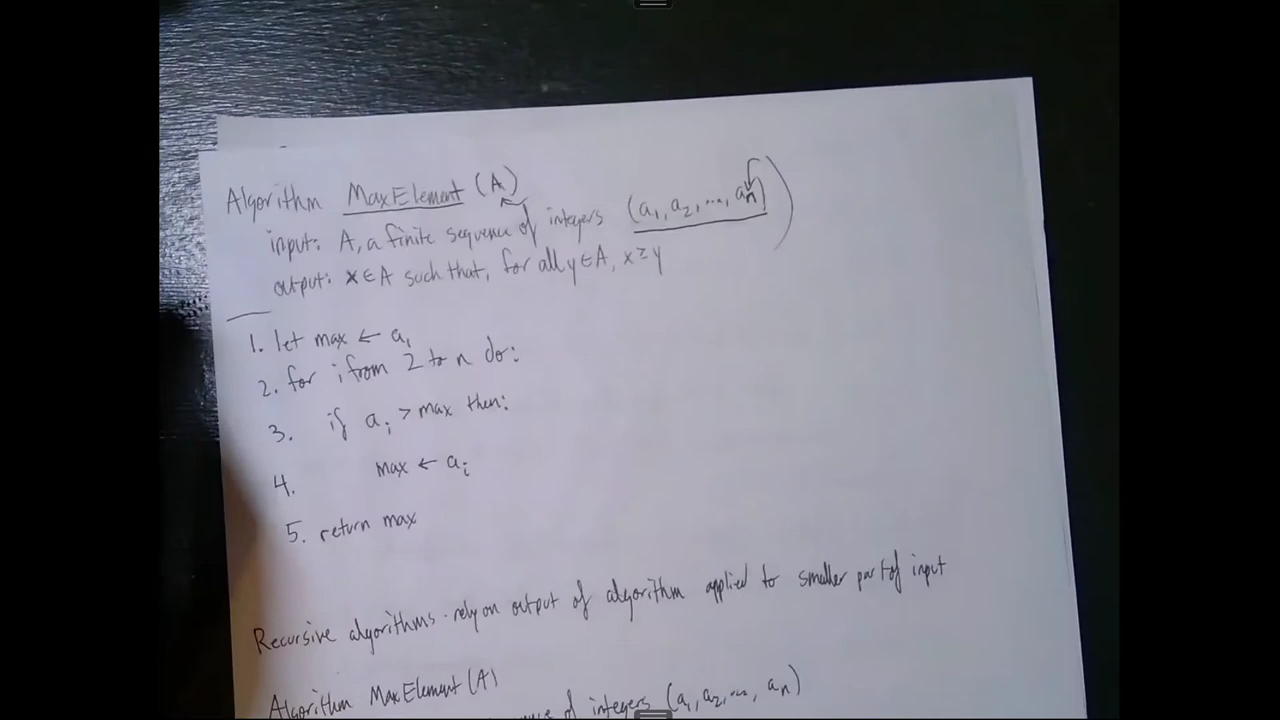 Algorithm MaxElement (A)
input: A, a finite sequence of integers (a₁, a₂, ..., aₙ)
output: x ∈ A such that, for all y ∈ A, x ≥ y
1. let max ← a₁
2. for i from 2 to n do:
3. if aᵢ > max then:
4. max ← aᵢ
5. return max
Recursive algorithms - rely on output of algorithm applied to smaller part of input
Algorithm MaxElement (A)
of integers (a₁, a₂, ..., aₙ)